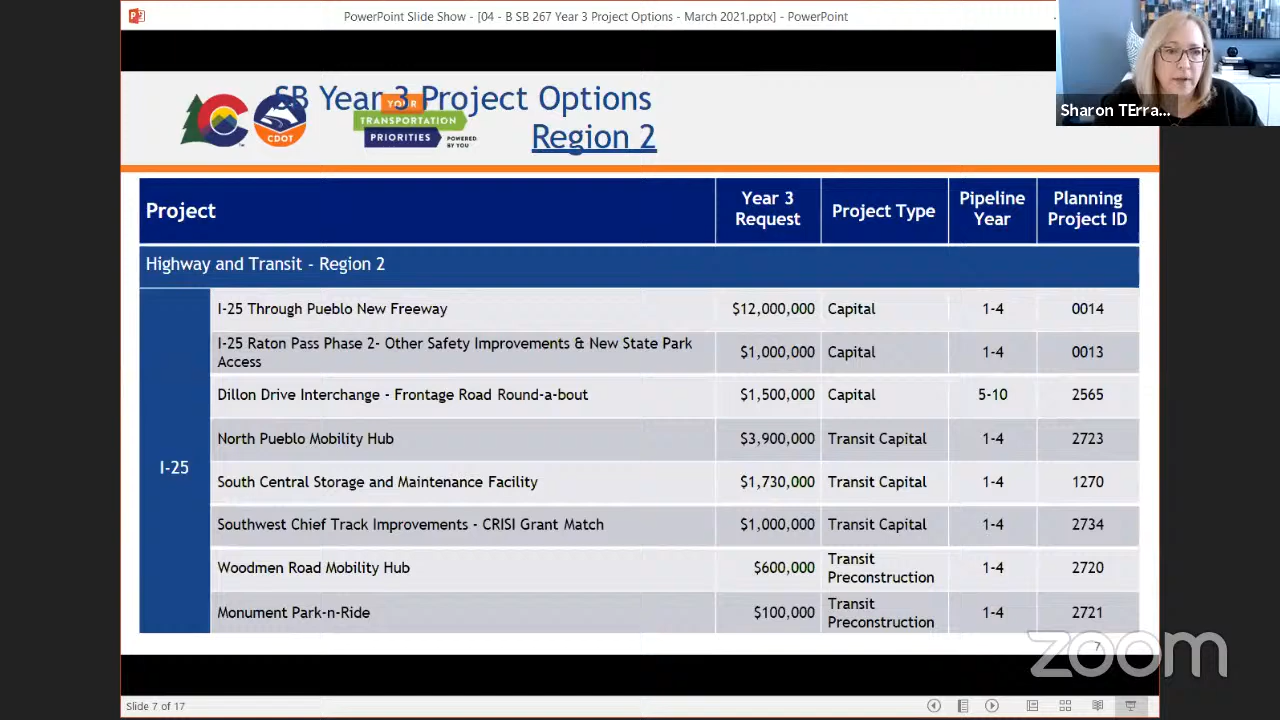 PowerPoint Slide Show - [04 - B SB 267 Year 3 Project Options - March 2021.pptx] - PowerPoint
Sharon TErra...
SB Year 3 Project Options
Region 2
CDOT
YOUR
TRANSPORTATION
PRIORITIES
POWERED
BY YOU
Project
Year 3
Request
Project Type
Pipeline
Year
Planning
Project ID
Highway and Transit - Region 2
I-25
I-25 Through Pueblo New Freeway $12,000,000 Capital 1-4 0014
I-25 Raton Pass Phase 2- Other Safety Improvements & New State Park
Access
$1,000,000 Capital 1-4 0013
Dillon Drive Interchange - Frontage Road Round-a-bout $1,500,000 Capital 5-10 2565
North Pueblo Mobility Hub $3,900,000 Transit Capital 1-4 2723
South Central Storage and Maintenance Facility $1,730,000 Transit Capital 1-4 1270
Southwest Chief Track Improvements - CRISI Grant Match $1,000,000 Transit Capital 1-4 2734
Woodmen Road Mobility Hub $600,000
Transit
Preconstruction
1-4 2720
Monument Park-n-Ride $100,000
Transit
Preconstruction
1-4 2721
7
zoom
Slide 7 of 17